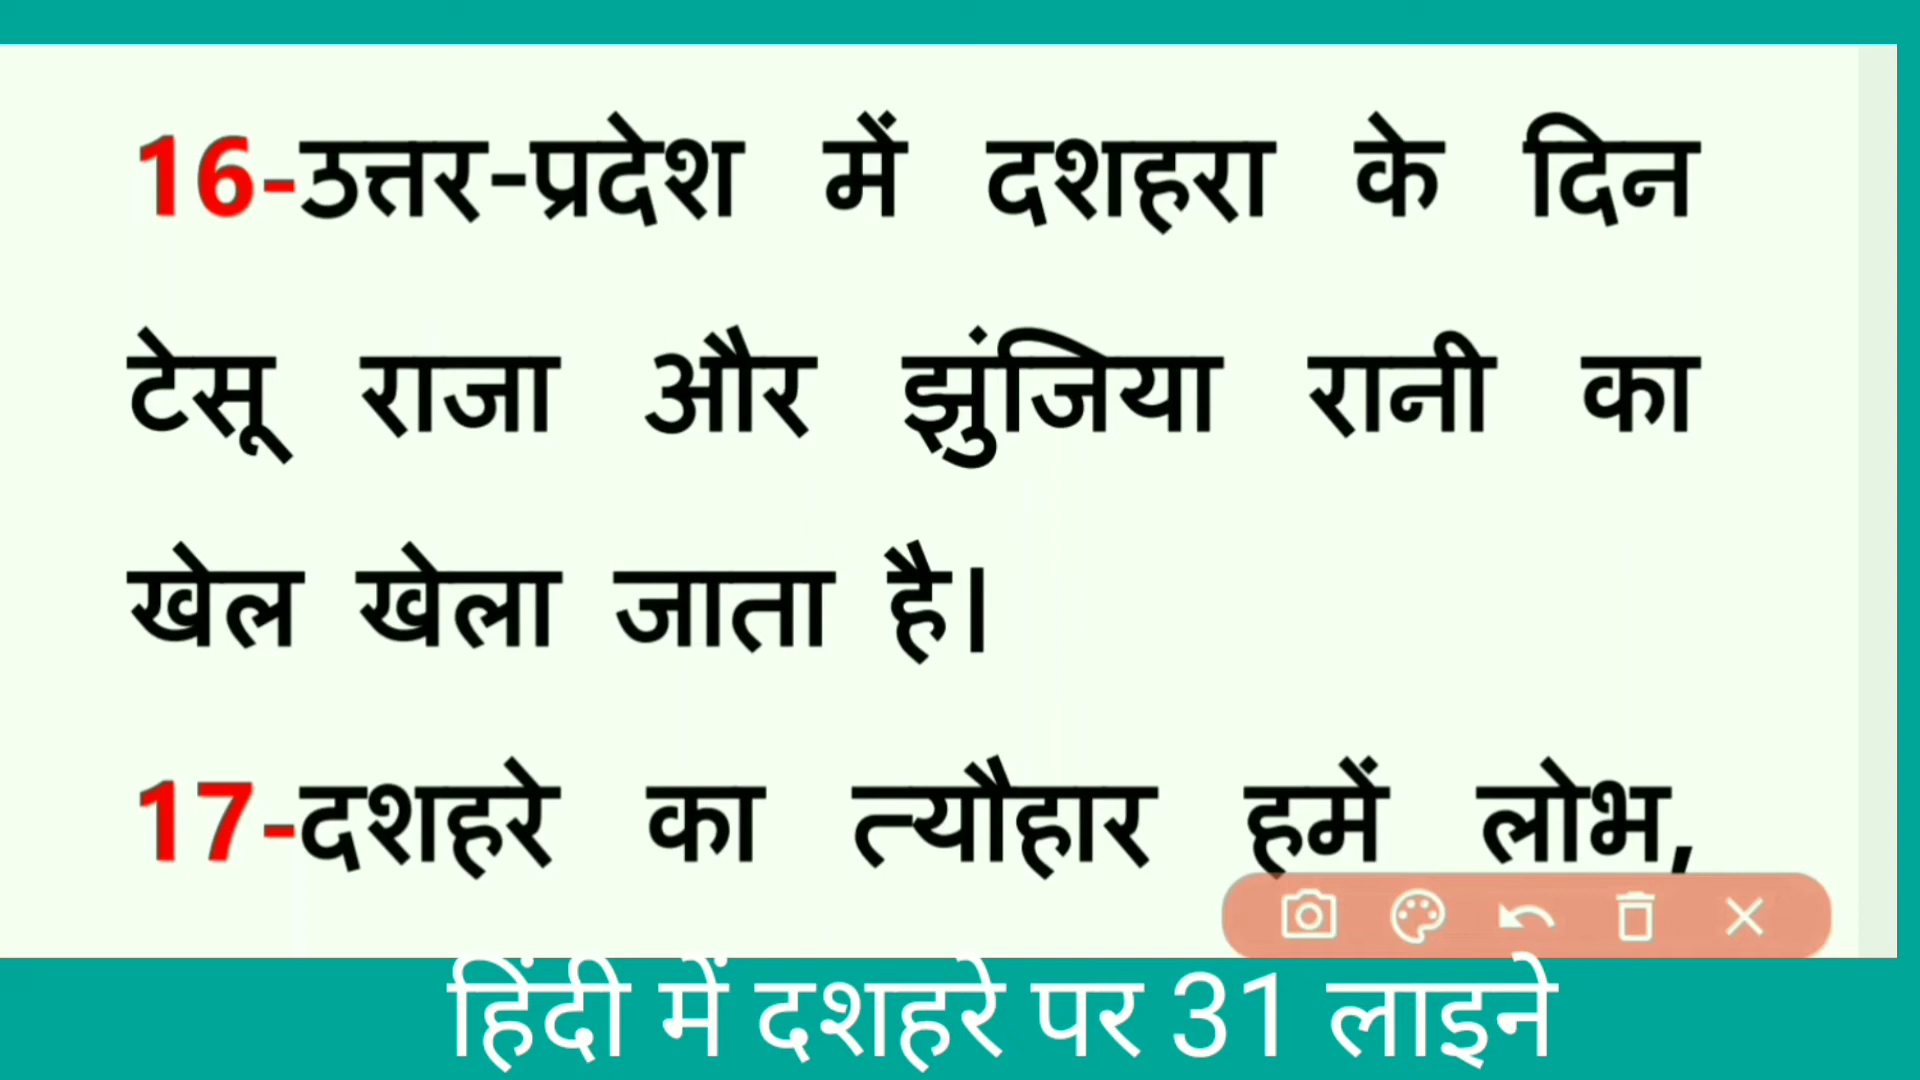 16-उत्तर-प्रदेश में दशहरा के दिन
टेसू राजा और झुंजिया रानी का
खेल खेला जाता है।
17-दशहरे का त्यौहार हमें लोभ,
हिंदी में दशहरे पर 31 लाइने